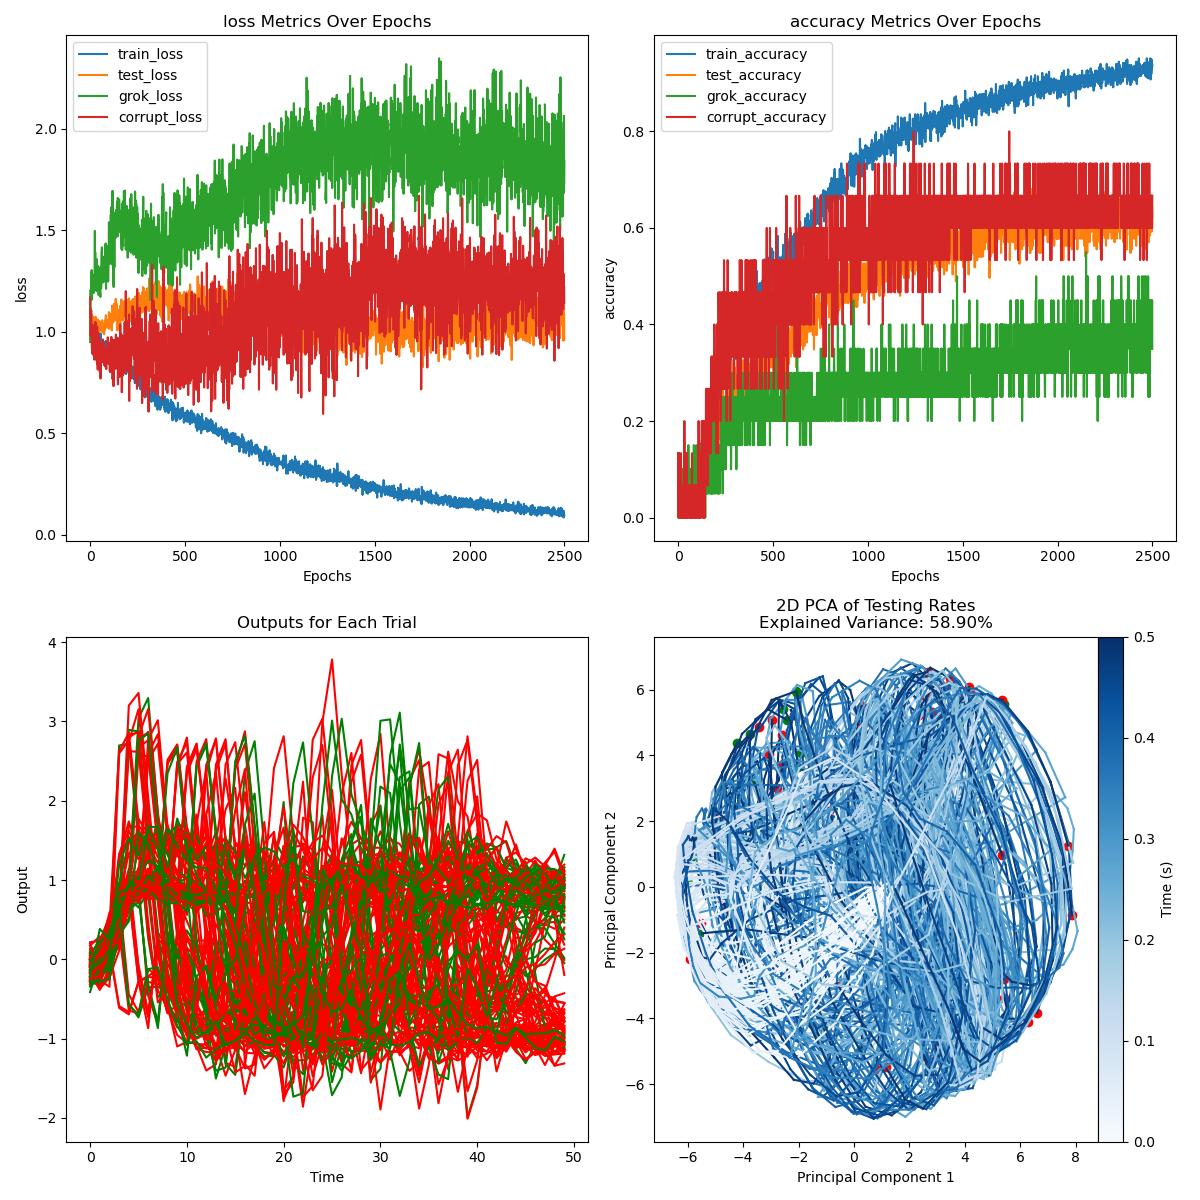 loss Metrics Over Epochs
train_loss
test_loss
grok_loss
corrupt_loss
loss
2.0
1.5
1.0
0.5
0.0
0 500 1000 1500 2000 2500
Epochs
accuracy Metrics Over Epochs
train_accuracy
test_accuracy
grok_accuracy
corrupt_accuracy
accuracy
0.8
0.6
0.4
0.2
0.0
0 500 1000 1500 2000 2500
Epochs
Outputs for Each Trial
Output
4
3
2
1
0
−1
−2
0 10 20 30 40 50
Time
2D PCA of Testing Rates
Explained Variance: 58.90%
Principal Component 2
6
4
2
0
−2
−4
−6
−6 −4 −2 0 2 4 6 8
Principal Component 1
0.5
0.4
0.3
0.2
0.1
0.0
Time (s)